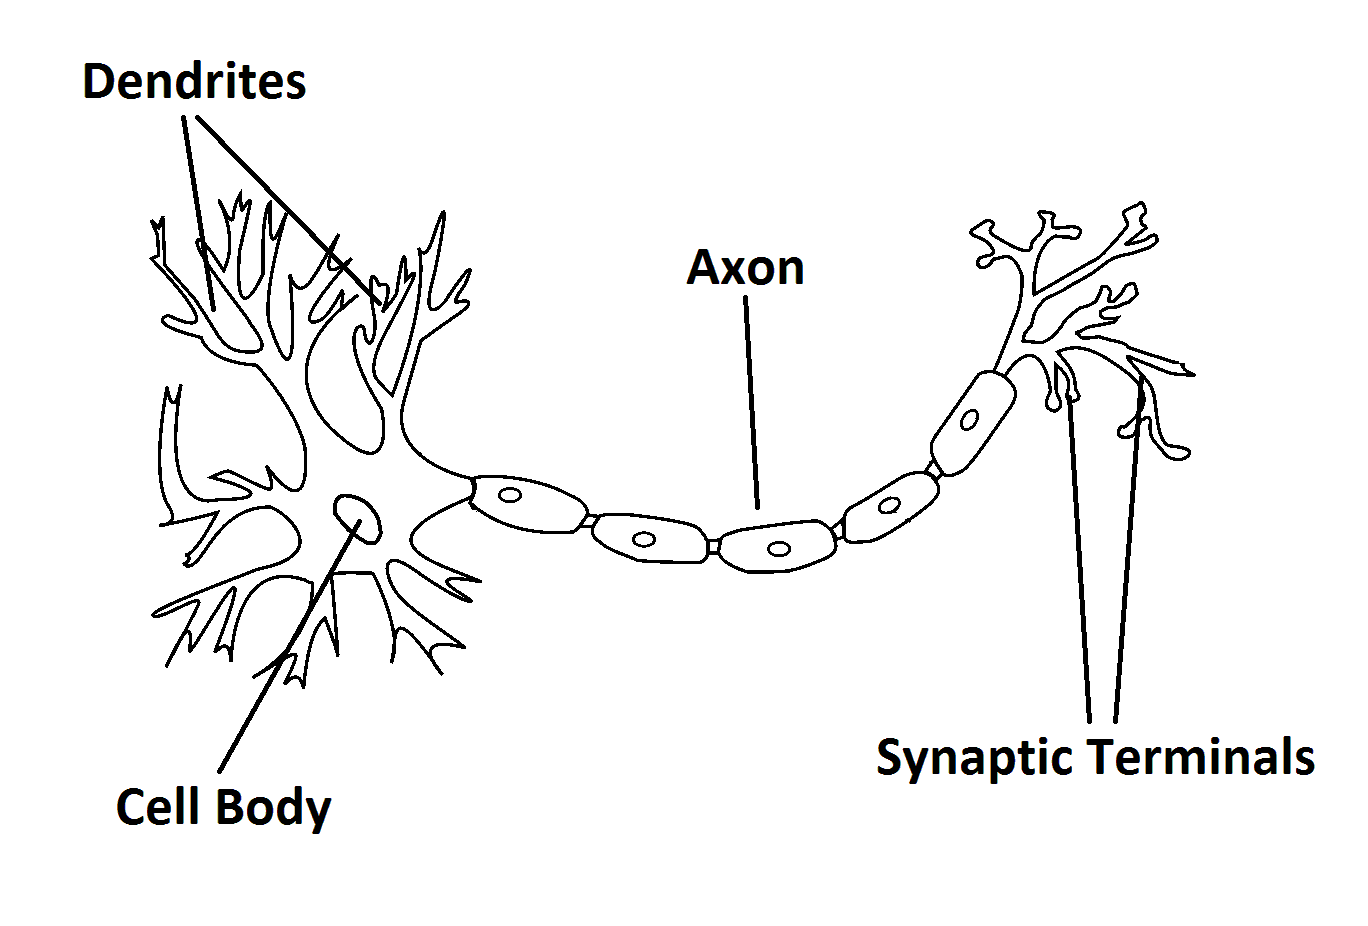 Dendrites
Axon
Synaptic Terminals
Cell Body